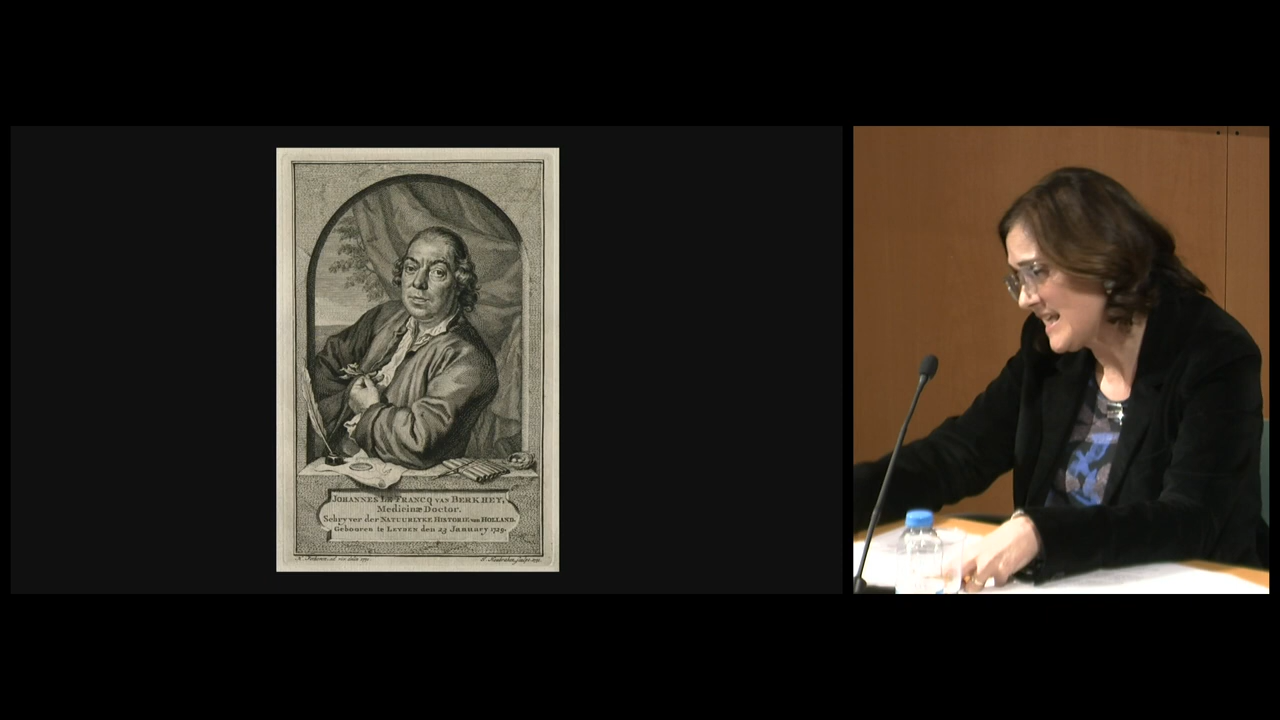 JOHANNES LE FRANCQ VAN BERKHEY,
Medicinæ Doctor.
Schryver der NATUURLYKE HISTORIE van HOLLAND.
Gebooren te LEYDEN den 23 January 1729.